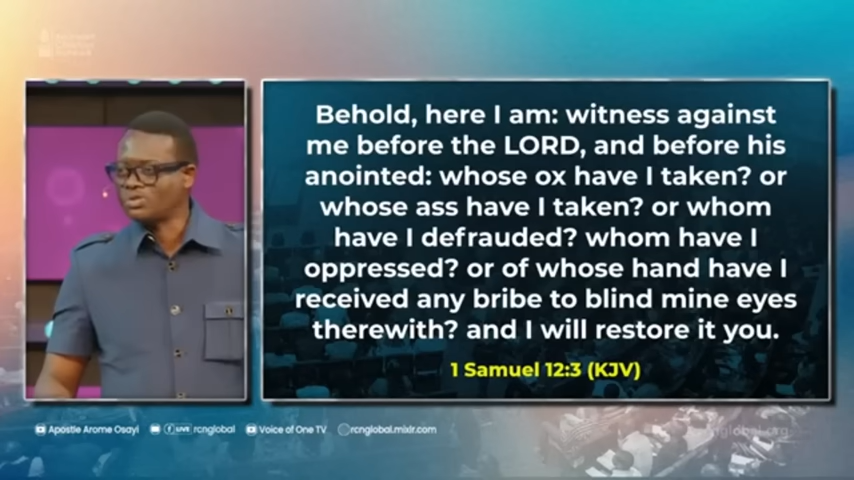 Behold, here I am: witness against
me before the LORD, and before his
anointed: whose ox have I taken? or
whose ass have I taken? or whom
have I defrauded? whom have I
oppressed? or of whose hand have I
received any bribe to blind mine eyes
therewith? and I will restore it you.
1 Samuel 12:3 (KJV)
Apostle Arome Osayi LIVE rcnglobal Voice of One TV rcnglobal.mixlr.com